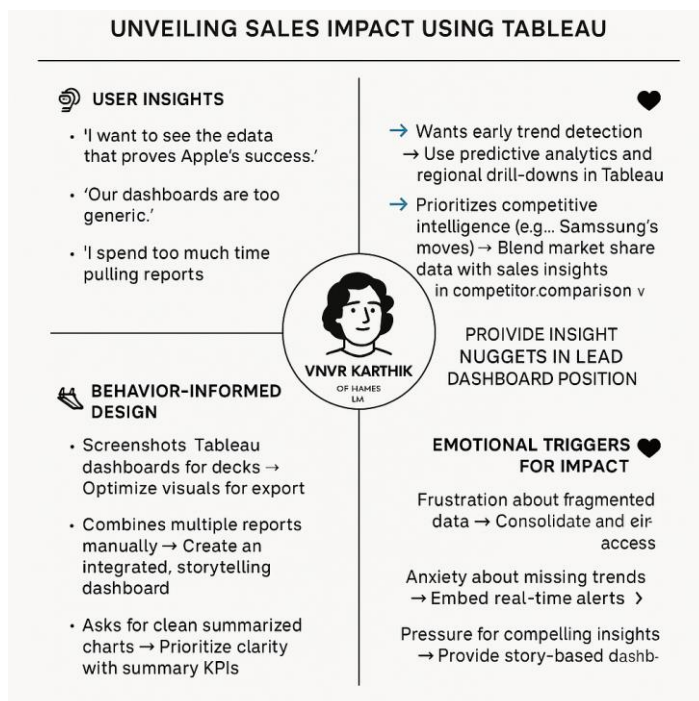 UNVEILING SALES IMPACT USING TABLEAU
USER INSIGHTS
• 'I want to see the edata
that proves Apple's success.'
• 'Our dashboards are too
generic.'
• 'I spend too much time
pulling reports
→ Wants early trend detection
→ Use predictive analytics and
regional drill-downs in Tableau
→ Prioritizes competitive
intelligence (e.g... Samssung's
moves) → Blend market share
data with sales insights
in competitor.comparison v
PROIVIDE INSIGHT
NUGGETS IN LEAD
DASHBOARD POSITION
VNVR KARTHIK
OF HAMES
LM
BEHAVIOR-INFORMED
DESIGN
• Screenshots Tableau
dashboards for decks →
Optimize visuals for export
• Combines multiple reports
manually → Create an
integrated, storytelling
dashboard
• Asks for clean summarized
charts → Prioritize clarity
with summary KPIs
EMOTIONAL TRIGGERS
FOR IMPACT
Frustration about fragmented
data → Consolidate and eir-
access
Anxiety about missing trends
→ Embed real-time alerts >
Pressure for compelling insights
→ Provide story-based dashb-